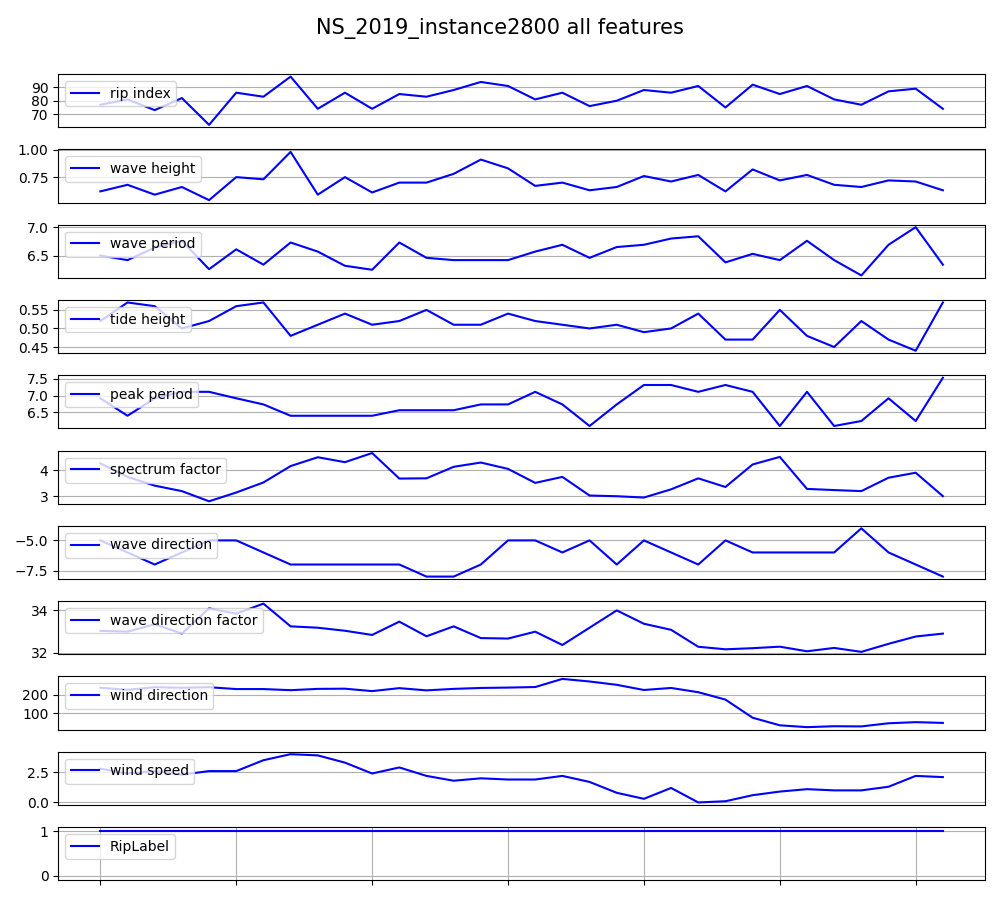 NS_2019_instance2800 all features
90
80
70
rip index
1.00
0.75
wave height
7.0
6.5
wave period
0.55
0.50
0.45
tide height
7.5
7.0
6.5
peak period
4
3
spectrum factor
−5.0
−7.5
wave direction
34
32
wave direction factor
200
100
wind direction
2.5
0.0
wind speed
1
0
RipLabel